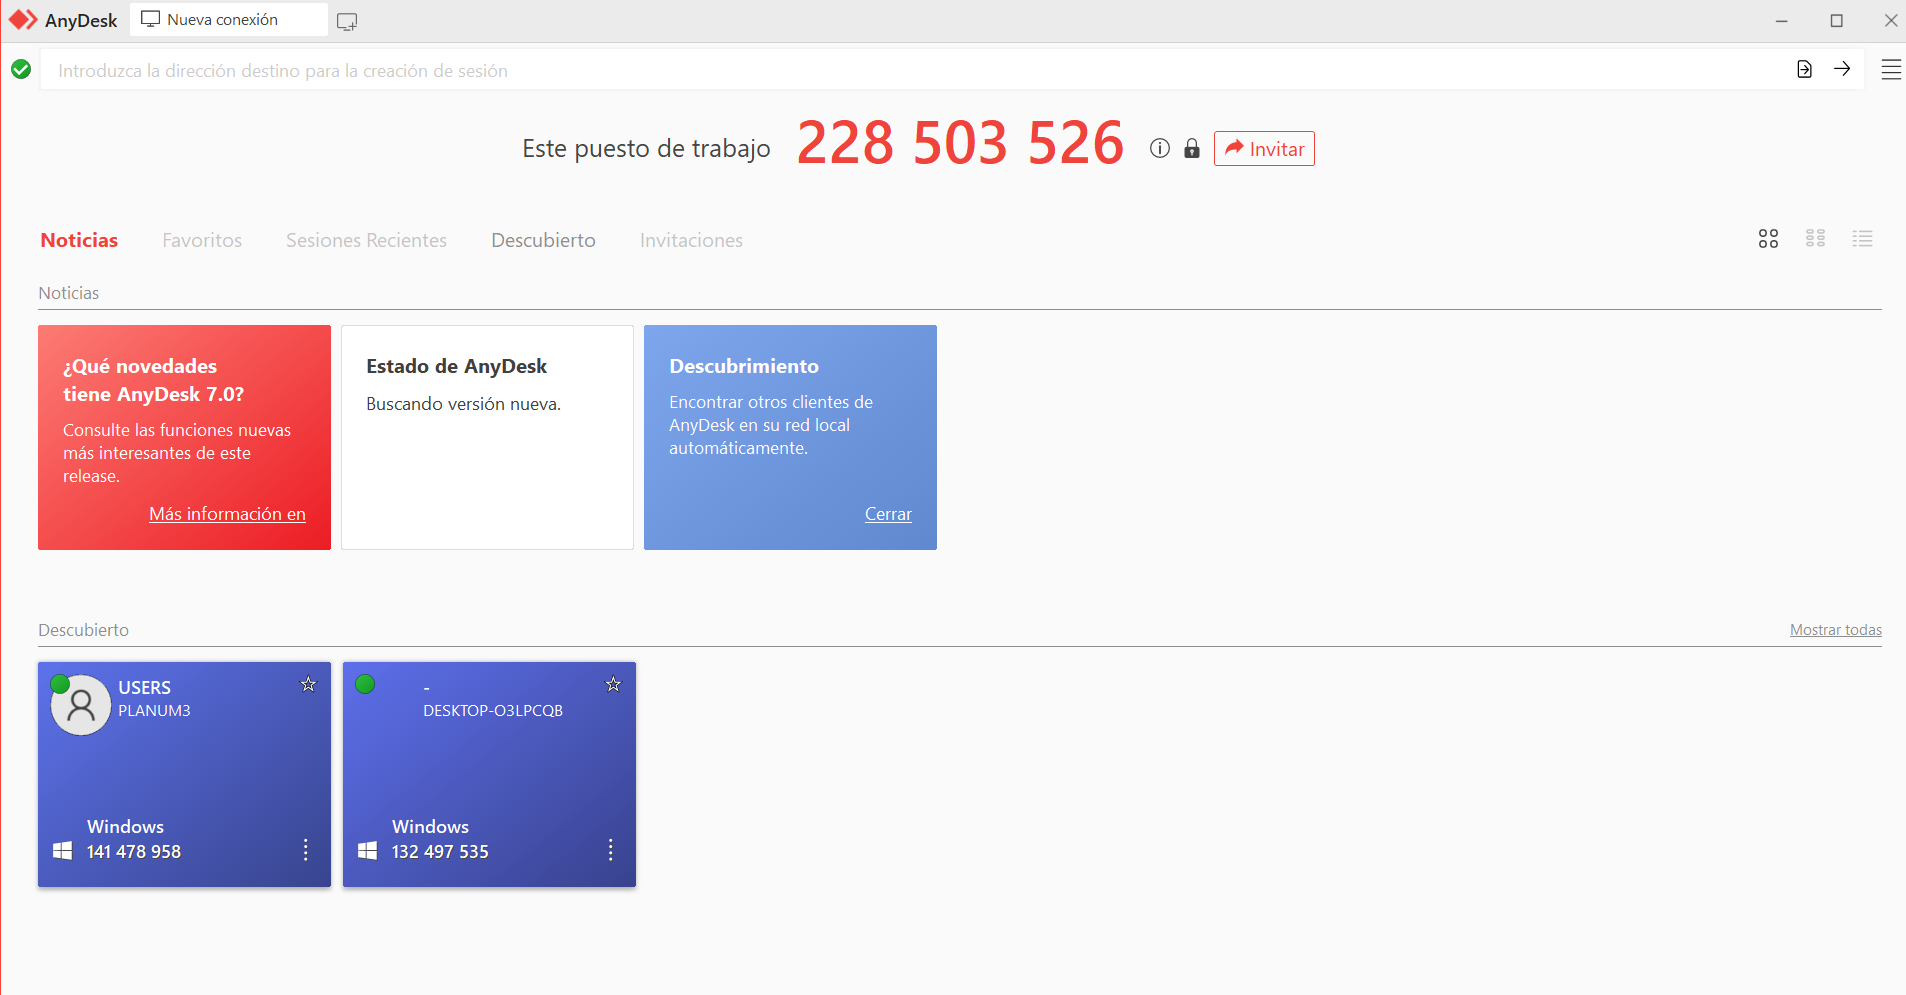 AnyDesk
Nueva conexión
Introduzca la dirección destino para la creación de sesión
Este puesto de trabajo
228 503 526
Invitar
Noticias
Favoritos
Sesiones Recientes
Descubierto
Invitaciones
Noticias
¿Qué novedades
tiene AnyDesk 7.0?
Consulte las funciones nuevas
más interesantes de este
release.
Más información en
Estado de AnyDesk
Buscando versión nueva.
Descubrimiento
Encontrar otros clientes de
AnyDesk en su red local
automáticamente.
Cerrar
Descubierto
Mostrar todas
USERS
PLANUM3
Windows
141 478 958
-
DESKTOP-O3LPCQB
Windows
132 497 535